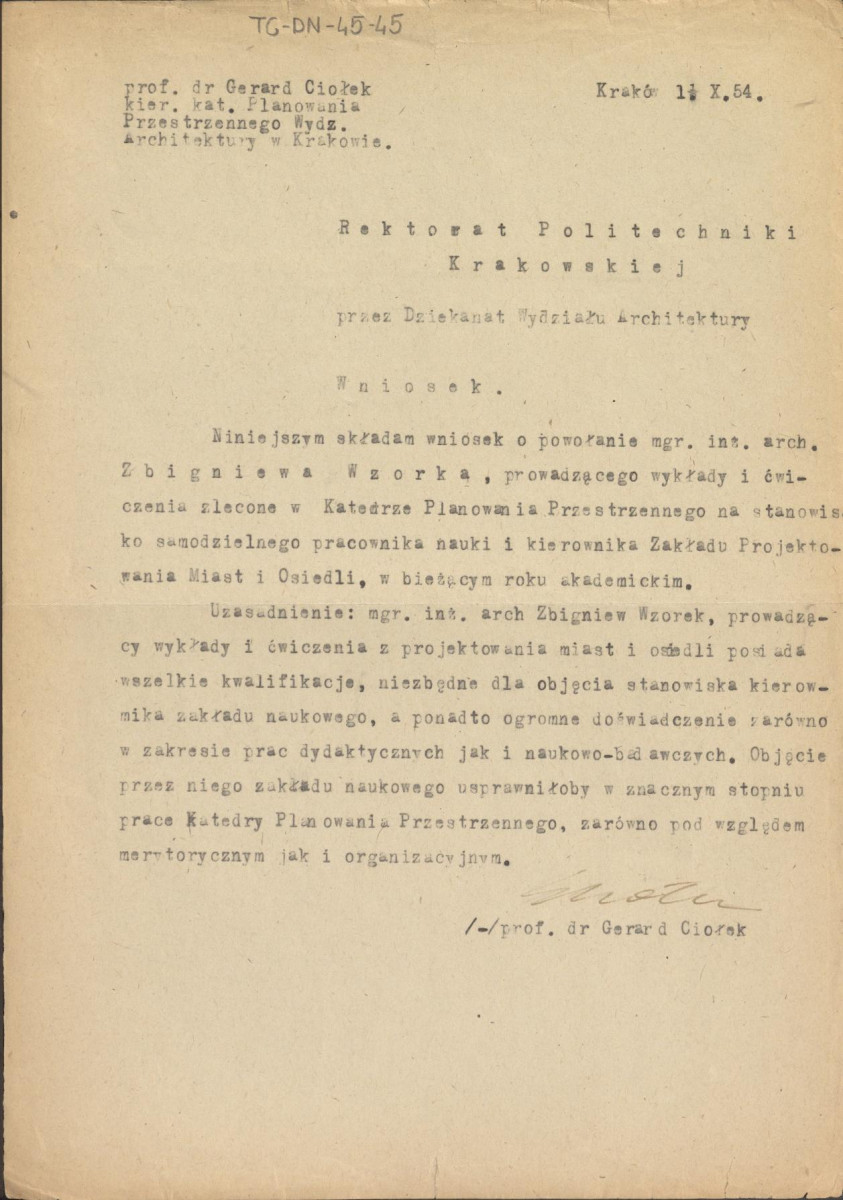 TG-DN-45-45
prof. dr Gerard Ciołek
kier. kat. Planowania
Przestrzennego Wydz.
Architektury w Krakowie.
Kraków X.54.
Rektorat Politechniki
Krakowskiej
przez Dziekanat Wydziału Architektury
Wniosek.
Niniejszym składam wniosek o powołanie mgr. inż. arch.
Zbigniewa Wzorka, prowadzącego wykłady i ćwi-
czenia zlecone w Katedrze Planowania Przestrzennego na stanowis
ko samodzielnego pracownika nauki i kierownika Zakładu Projekto-
wania Miast i Osiedli, w bieżącym roku akademickim.
Uzasadnienie: mgr. inż. arch Zbigniew Wzorek, prowadzą-
cy wykłady i ćwiczenia z projektowania miast i osiedli posiada
wszelkie kwalifikacje, niezbędne dla objęcia stanowiska kierow-
nika zakładu naukowego, a ponadto ogromne doświadczenie zarówno
w zakresie prac dydaktycznych jak i naukowo-badawczych. Objęcie
przez niego zakładu naukowego usprawniłoby w znacznym stopniu
prace Katedry Planowania Przestrzennego, zarówno pod względem
merytorycznym jak i organizacyjnym.
/-/prof. dr Gerard Ciołek